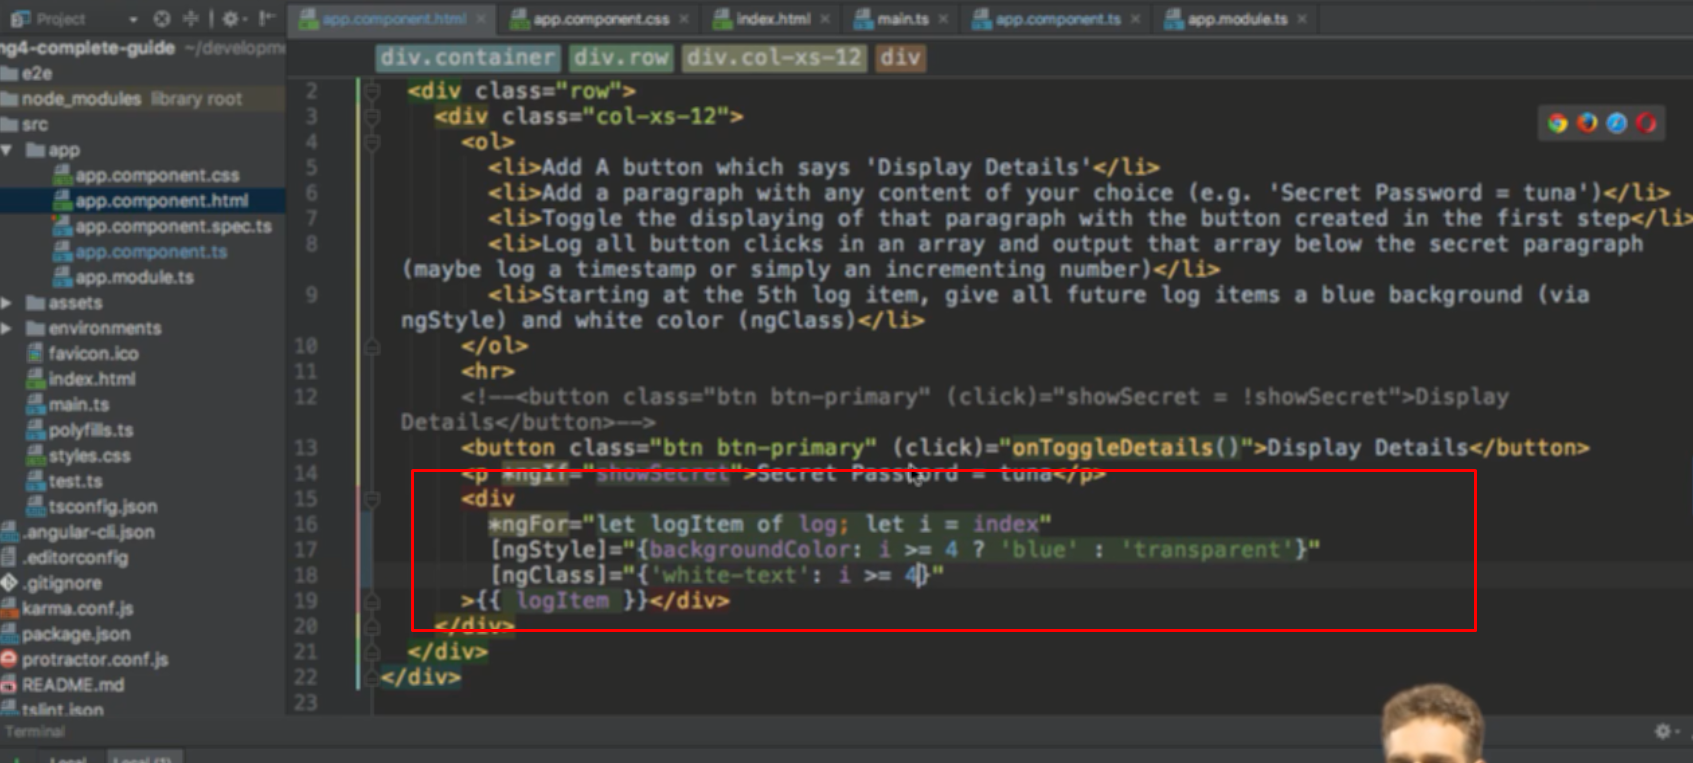 Project
app.component.html
app.component.css
index.html
main.ts
app.component.ts
app.module.ts
ng4-complete-guide ~/developm
e2e
node_modules library root
src
app
app.component.css
app.component.html
app.component.spec.ts
app.component.ts
app.module.ts
assets
environments
favicon.ico
index.html
main.ts
polyfills.ts
styles.css
test.ts
tsconfig.json
.angular-cli.json
.editorconfig
.gitignore
karma.conf.js
package.json
protractor.conf.js
README.md
tslint.json
div.container div.row div.col-xs-12 div
2 <div class="row">
3 <div class="col-xs-12">
4 <ol>
5 <li>Add A button which says 'Display Details'</li>
6 <li>Add a paragraph with any content of your choice (e.g. 'Secret Password = tuna')</li>
7 <li>Toggle the displaying of that paragraph with the button created in the first step</li>
8 <li>Log all button clicks in an array and output that array below the secret paragraph
(maybe log a timestamp or simply an incrementing number)</li>
9 <li>Starting at the 5th log item, give all future log items a blue background (via
ngStyle) and white color (ngClass)</li>
10 </ol>
11 <hr>
12 <!--<button class="btn btn-primary" (click)="showSecret = !showSecret">Display
Details</button>-->
13 <button class="btn btn-primary" (click)="onToggleDetails()">Display Details</button>
14 <p *ngIf="showSecret">Secret Password = tuna</p>
15 <div
16 *ngFor="let logItem of log; let i = index"
17 [ngStyle]="{backgroundColor: i >= 4 ? 'blue' : 'transparent'}"
18 [ngClass]="{'white-text': i >= 4}"
19 >{{ logItem }}</div>
20 </div>
21 </div>
22 </div>
23
Terminal
Local Local (1)